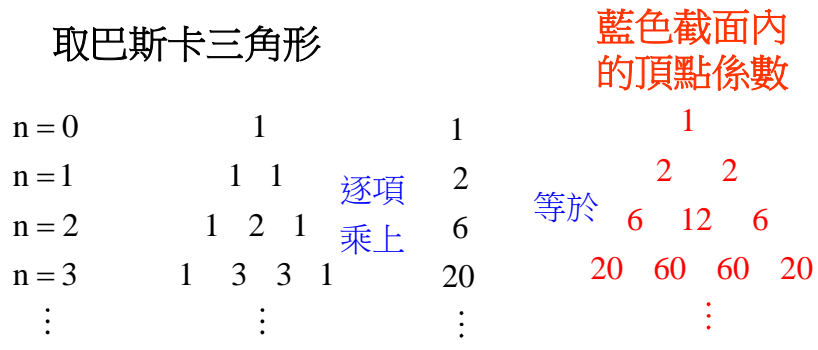 取巴斯卡三角形
藍色截面內
的頂點係數
n = 0 1 1 1
n = 1 1 1 2 2 2
逐項 等於
n = 2 1 2 1 6 6 12 6
乘上
n = 3 1 3 3 1 20 20 60 60 20
⋮ ⋮ ⋮ ⋮